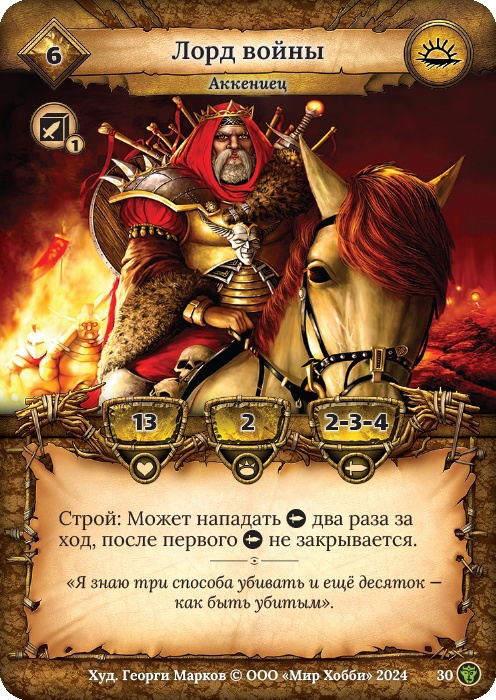 6
Лорд войны
Аккениец
1
13
2
2-3-4
Строй: Может нападать два раза за
ход, после первого не закрывается.
«Я знаю три способа убивать и ещё десяток —
как быть убитым».
Худ. Георги Марков © ООО «Мир Хобби» 2024
30